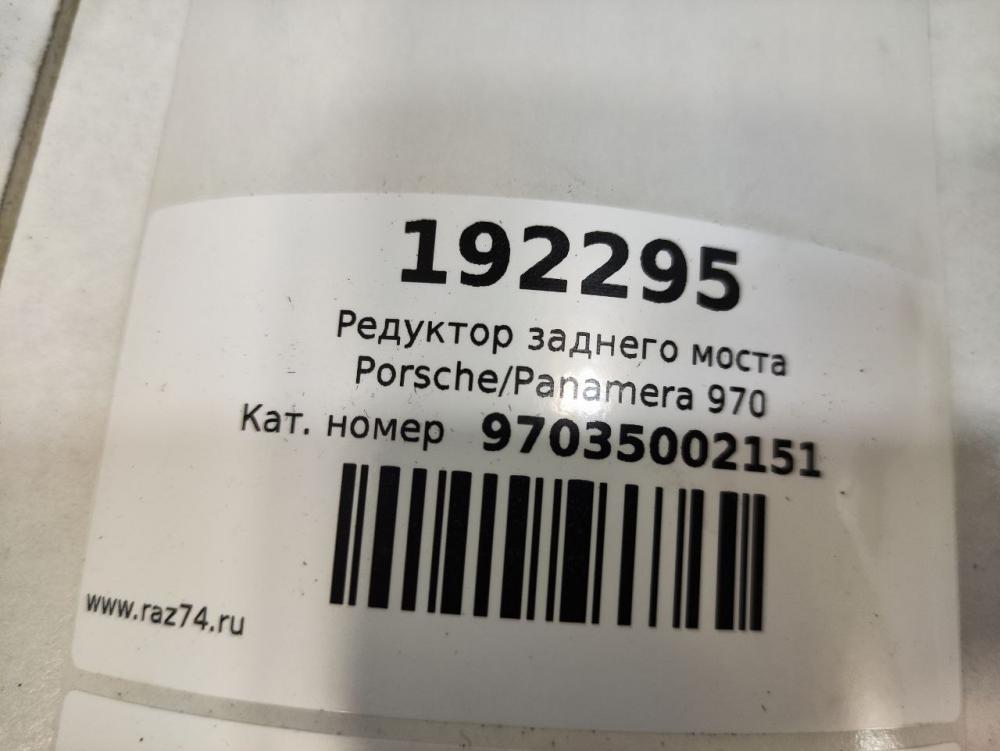 192295
Редуктор заднего моста
Porsche/Panamera 970
Кат. номер 97035002151
www.raz74.ru